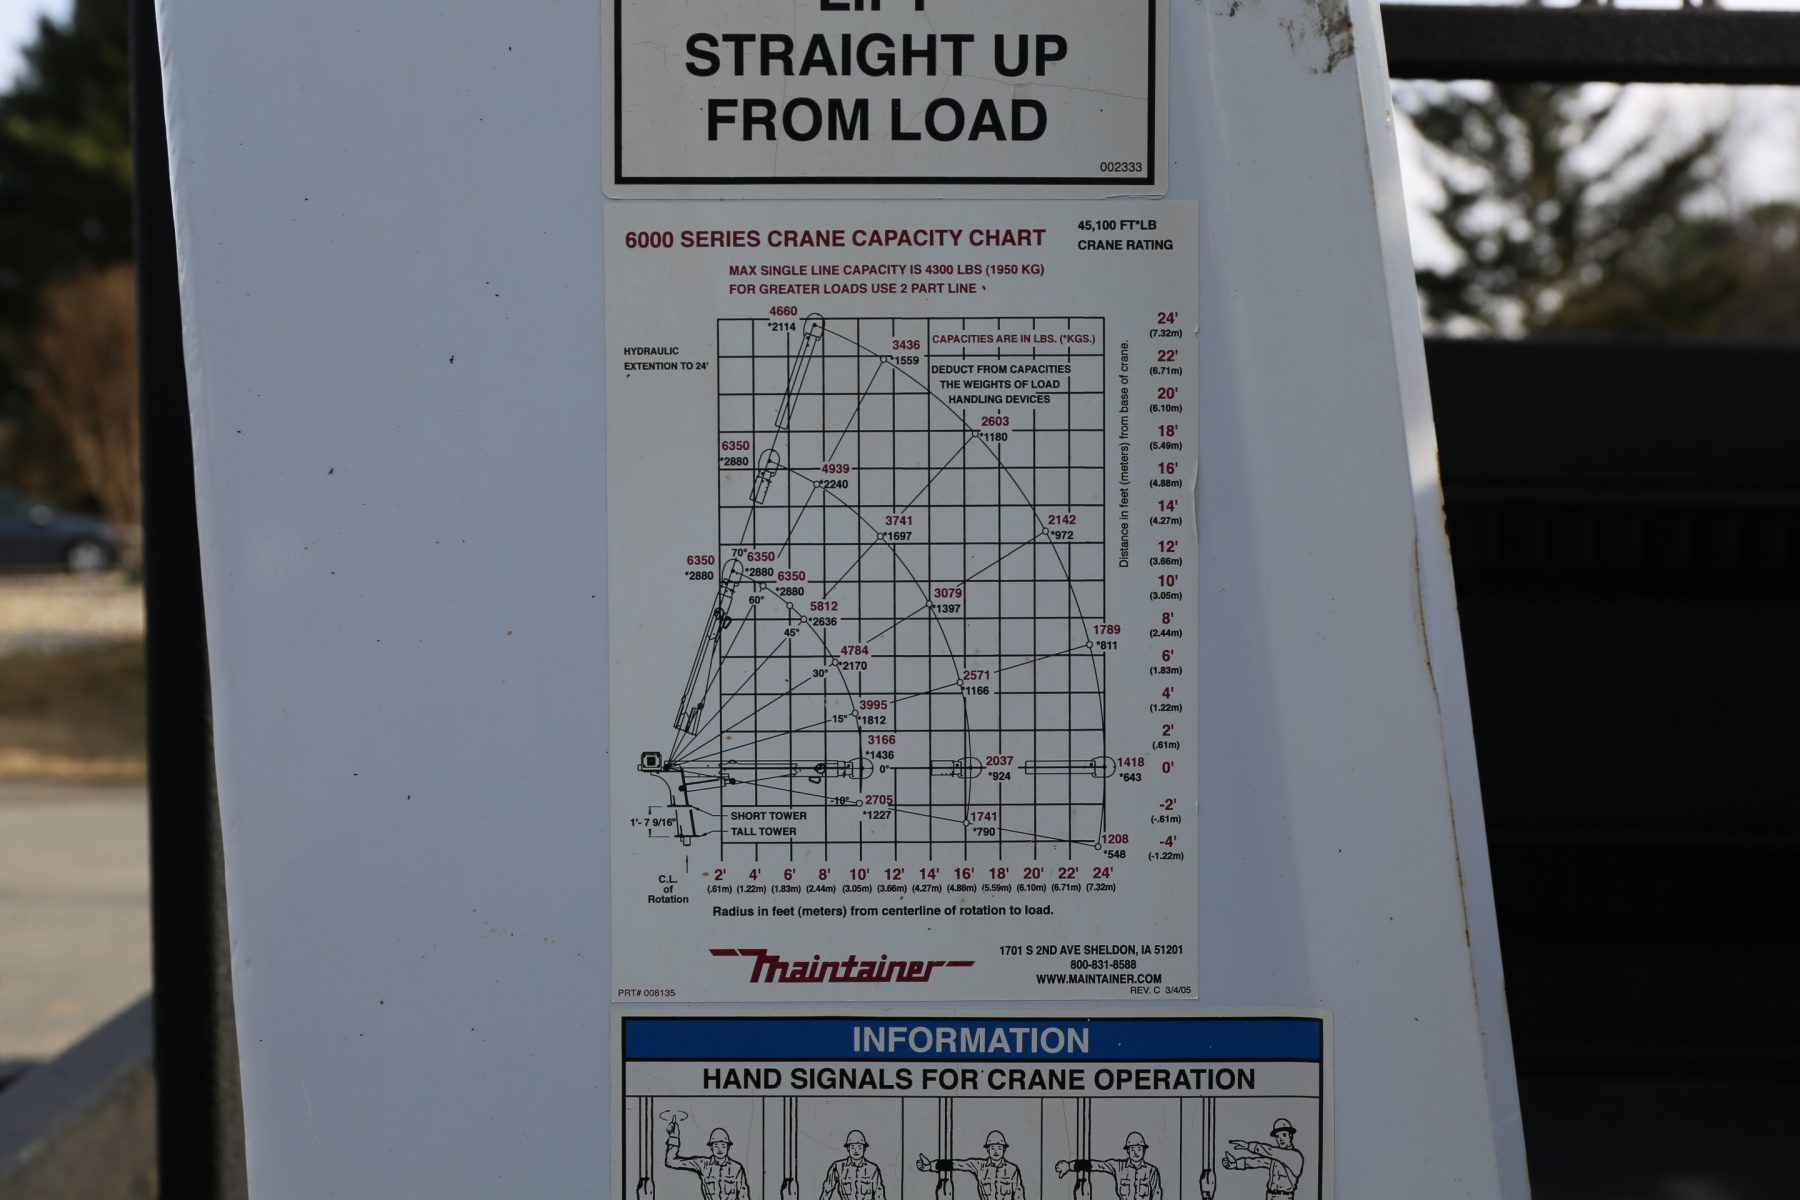 LIFT
STRAIGHT UP
FROM LOAD
002333
6000 SERIES CRANE CAPACITY CHART
45,100 FT*LB
CRANE RATING
MAX SINGLE LINE CAPACITY IS 4300 LBS (1950 KG)
FOR GREATER LOADS USE 2 PART LINE
HYDRAULIC
EXTENTION TO 24'
CAPACITIES ARE IN LBS. (*KGS.)
DEDUCT FROM CAPACITIES
THE WEIGHTS OF LOAD
HANDLING DEVICES
4660
*2114
3436
*1559
2603
*1180
6350
*2880
4939
*2240
3741
*1697
2142
*972
70°
6350
*2880
6350
*2880
6350
*2880
60°
5812
*2636
45°
3079
*1397
1789
*811
4784
*2170
30°
2571
*1166
3995
*1812
15°
3166
*1436
0°
2037
*924
1418
*643
-10°
2705
*1227
1741
*790
1208
*548
1'- 7 9/16"
SHORT TOWER
TALL TOWER
C.L.
of
Rotation
Distance in feet (meters) from base of crane.
24'
(7.32m)
22'
(6.71m)
20'
(6.10m)
18'
(5.49m)
16'
(4.88m)
14'
(4.27m)
12'
(3.66m)
10'
(3.05m)
8'
(2.44m)
6'
(1.83m)
4'
(1.22m)
2'
(.61m)
0'
-2'
(-.61m)
-4'
(-1.22m)
2' 4' 6' 8' 10' 12' 14' 16' 18' 20' 22' 24'
(.61m) (1.22m) (1.83m) (2.44m) (3.05m) (3.66m) (4.27m) (4.88m) (5.59m) (6.10m) (6.71m) (7.32m)
Radius in feet (meters) from centerline of rotation to load.
Maintainer
1701 S 2ND AVE SHELDON, IA 51201
800-831-8588
WWW.MAINTAINER.COM
PRT# 008135
REV. C 3/4/05
INFORMATION
HAND SIGNALS FOR CRANE OPERATION